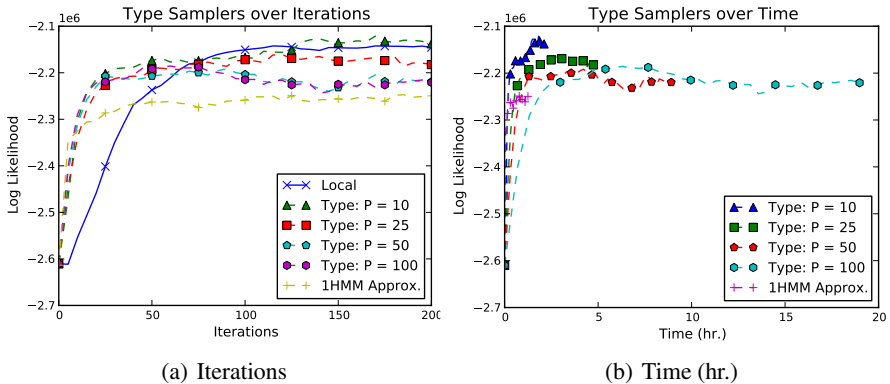 Type Samplers over Iterations
1e6
−2.1
−2.2
−2.3
−2.4
−2.5
−2.6
−2.7
Log Likelihood
0
50
100
150
200
Iterations
Local
Type: P = 10
Type: P = 25
Type: P = 50
Type: P = 100
1HMM Approx.
(a) Iterations
Type Samplers over Time
1e6
−2.1
−2.2
−2.3
−2.4
−2.5
−2.6
−2.7
Log Likelihood
0
5
10
15
20
Time (hr.)
Type: P = 10
Type: P = 25
Type: P = 50
Type: P = 100
1HMM Approx.
(b) Time (hr.)